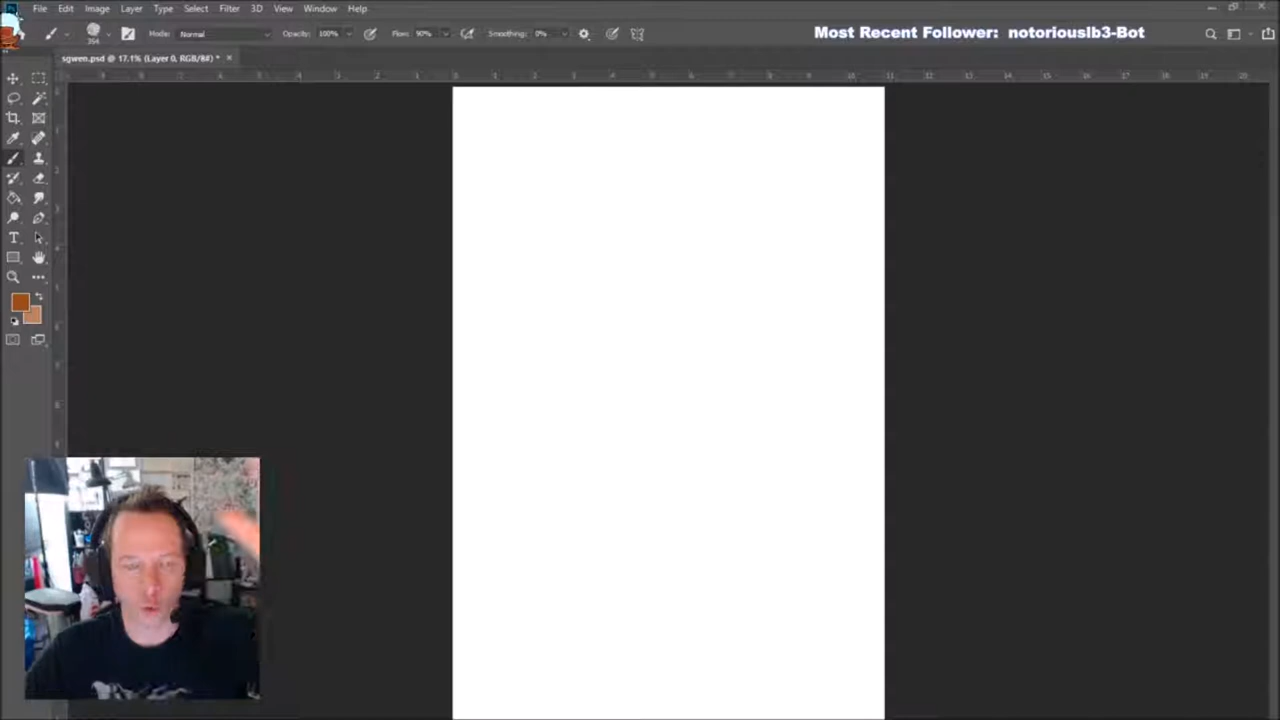 File Edit Image Layer Type Select Filter 3D View Window Help
Mode: Normal Opacity: 100% Flow: 90% Smoothing: 0%
Most Recent Follower: notoriouslb3-Bot
sgwen.psd @ 17.1% (Layer 0, RGB/8#) *